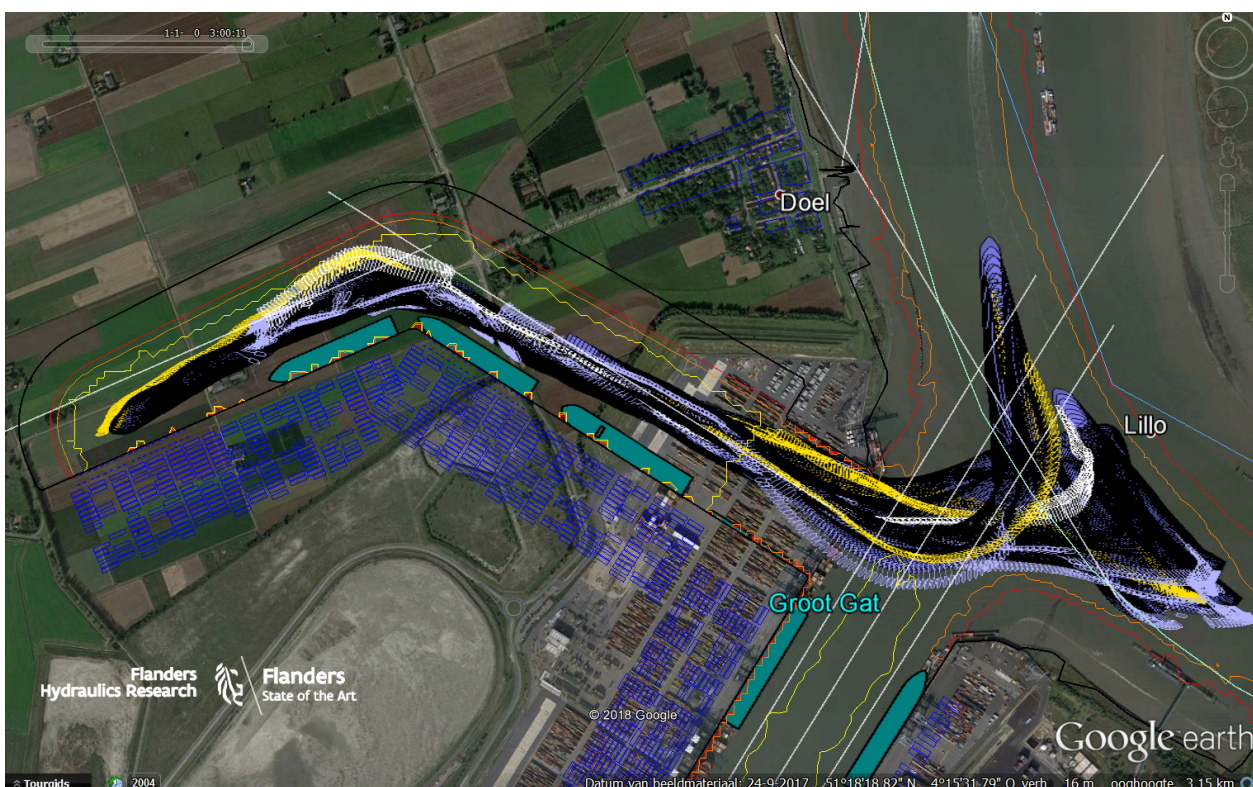 N
1-1- 0 3:00:11
Doel
Lillo
Groot Gat
Flanders
Hydraulics Research
Flanders
State of the Art
© 2018 Google
Google earth
Tourgids
2004
Datum van beeldmateriaal: 24-9-2017 51°18'18.82" N 4°15'31.79" O verh 16 m ooghoogte 3.15 km